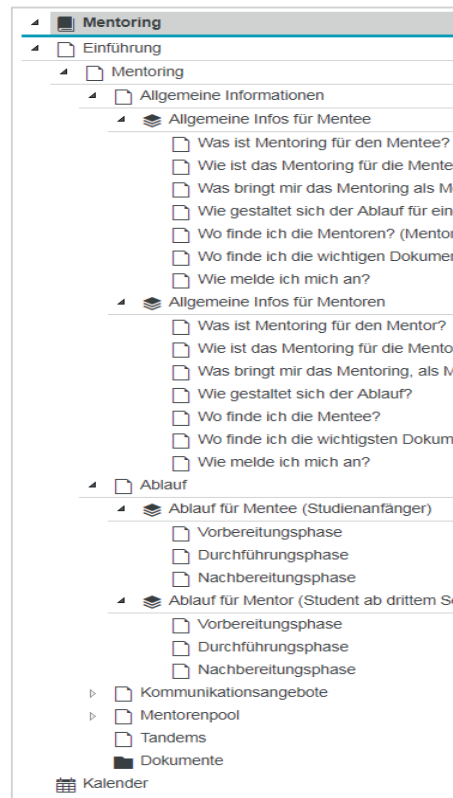 Mentoring
Einführung
Mentoring
Allgemeine Informationen
Allgemeine Infos für Mentee
Was ist Mentoring für den Mentee?
Wie ist das Mentoring für die Mente
Was bringt mir das Mentoring als M
Wie gestaltet sich der Ablauf für ein
Wo finde ich die Mentoren? (Mentor
Wo finde ich die wichtigen Dokumen
Wie melde ich mich an?
Allgemeine Infos für Mentoren
Was ist Mentoring für den Mentor?
Wie ist das Mentoring für die Mento
Was bringt mir das Mentoring, als M
Wie gestaltet sich der Ablauf?
Wo finde ich die Mentee?
Wo finde ich die wichtigsten Dokum
Wie melde ich mich an?
Ablauf
Ablauf für Mentee (Studienanfänger)
Vorbereitungsphase
Durchführungsphase
Nachbereitungsphase
Ablauf für Mentor (Student ab drittem Se
Vorbereitungsphase
Durchführungsphase
Nachbereitungsphase
Kommunikationsangebote
Mentorenpool
Tandems
Dokumente
Kalender